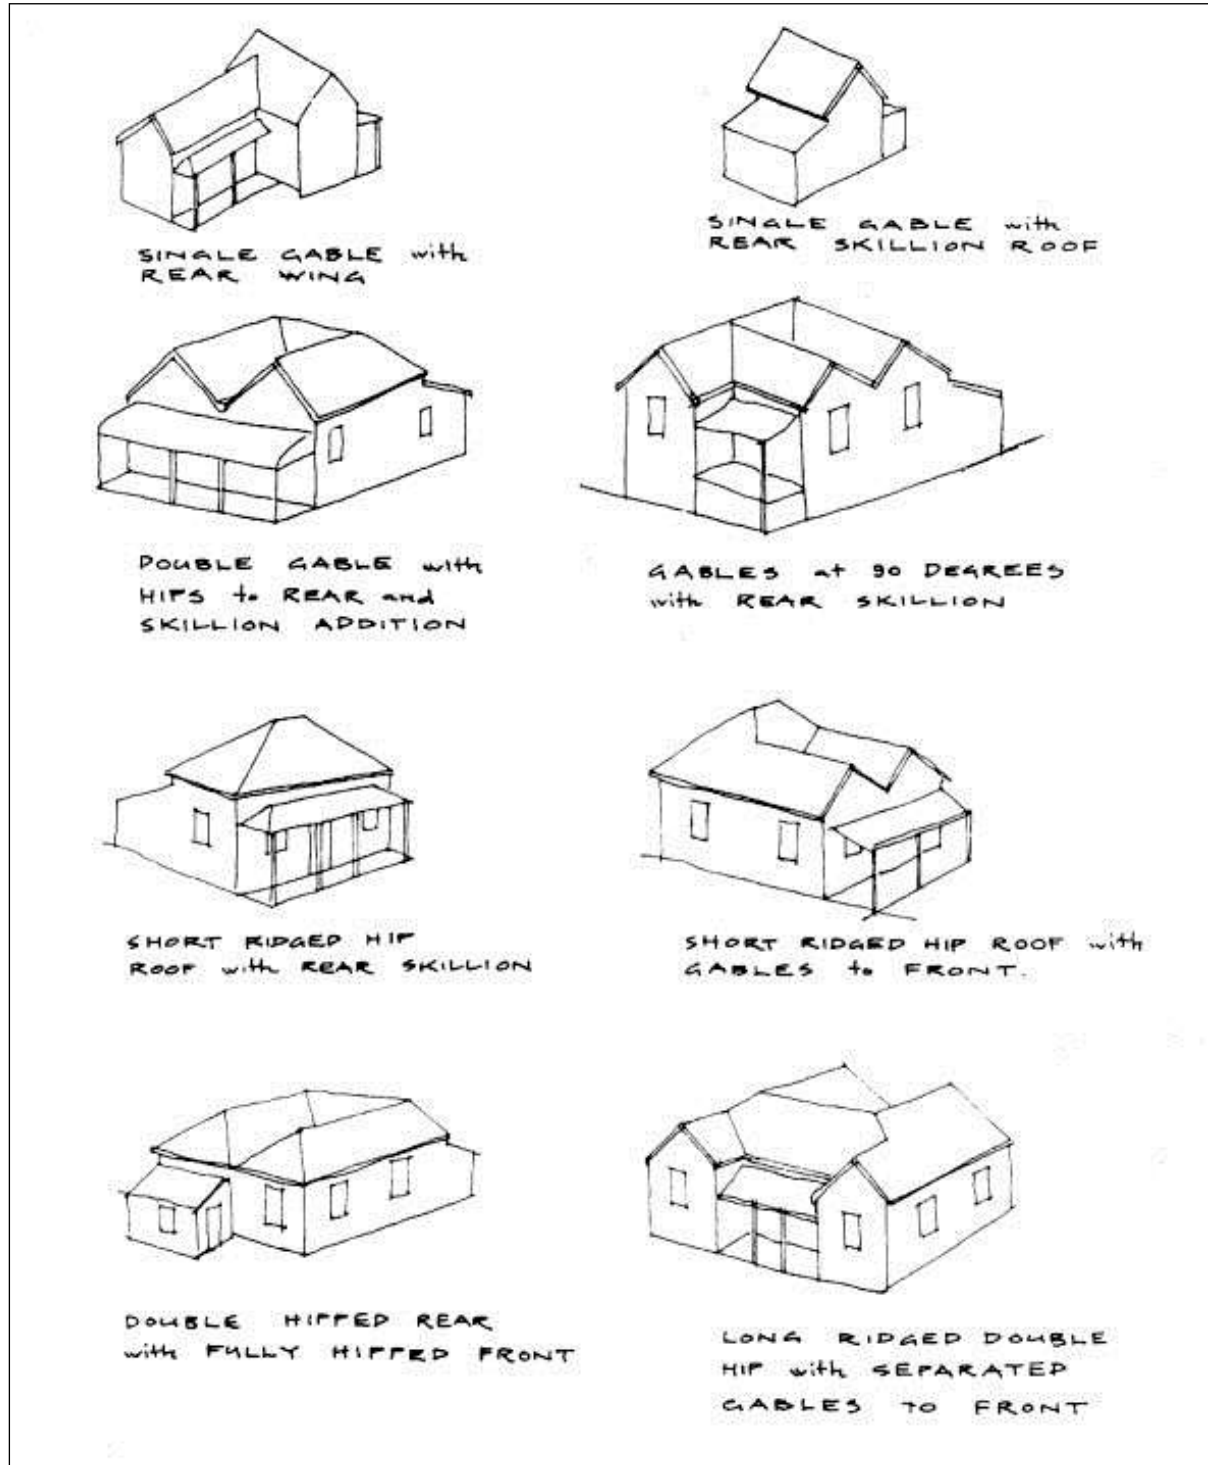 SINGLE GABLE with
REAR WING
SINGLE GABLE with
REAR SKILLION ROOF
DOUBLE GABLE with
HIPS to REAR and
SKILLION ADDITION
GABLES at 90 DEGREES
with REAR SKILLION
SHORT RIDGED HIP
ROOF with REAR SKILLION
SHORT RIDGED HIP ROOF with
GABLES to FRONT.
DOUBLE HIPPED REAR
with FULLY HIPPED FRONT
LONG RIDGED DOUBLE
HIP with SEPARATED
GABLES TO FRONT